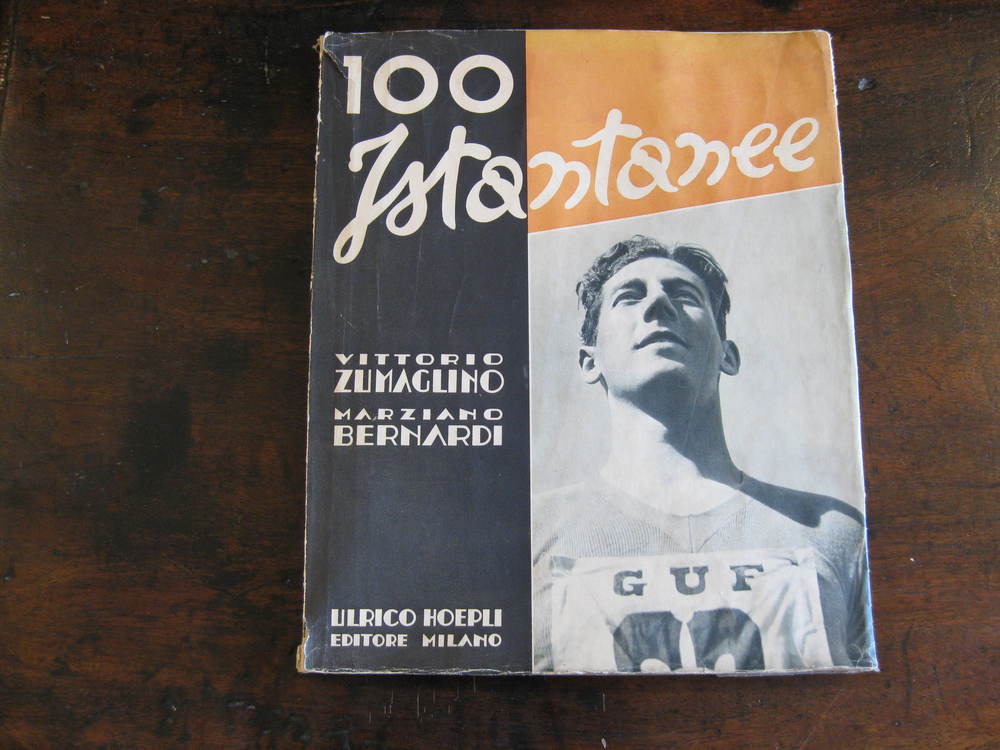 100
Istantanee
VITTORIO
ZUMAGLINO
MARZIANO
BERNARDI
ULRICO HOEPLI
EDITORE MILANO
GUF